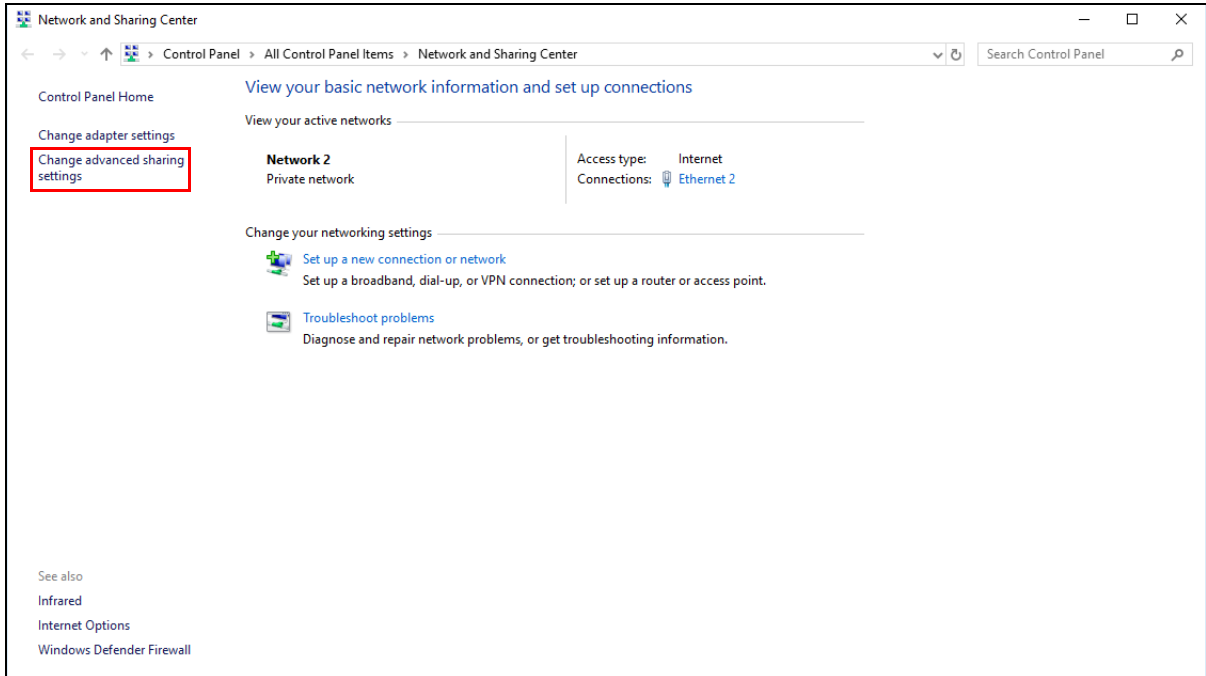 Network and Sharing Center
Control Panel > All Control Panel Items > Network and Sharing Center
Search Control Panel
Control Panel Home
Change adapter settings
Change advanced sharing
settings
View your basic network information and set up connections
View your active networks
Network 2
Private network
Access type: Internet
Connections: Ethernet 2
Change your networking settings
Set up a new connection or network
Set up a broadband, dial-up, or VPN connection; or set up a router or access point.
Troubleshoot problems
Diagnose and repair network problems, or get troubleshooting information.
See also
Infrared
Internet Options
Windows Defender Firewall